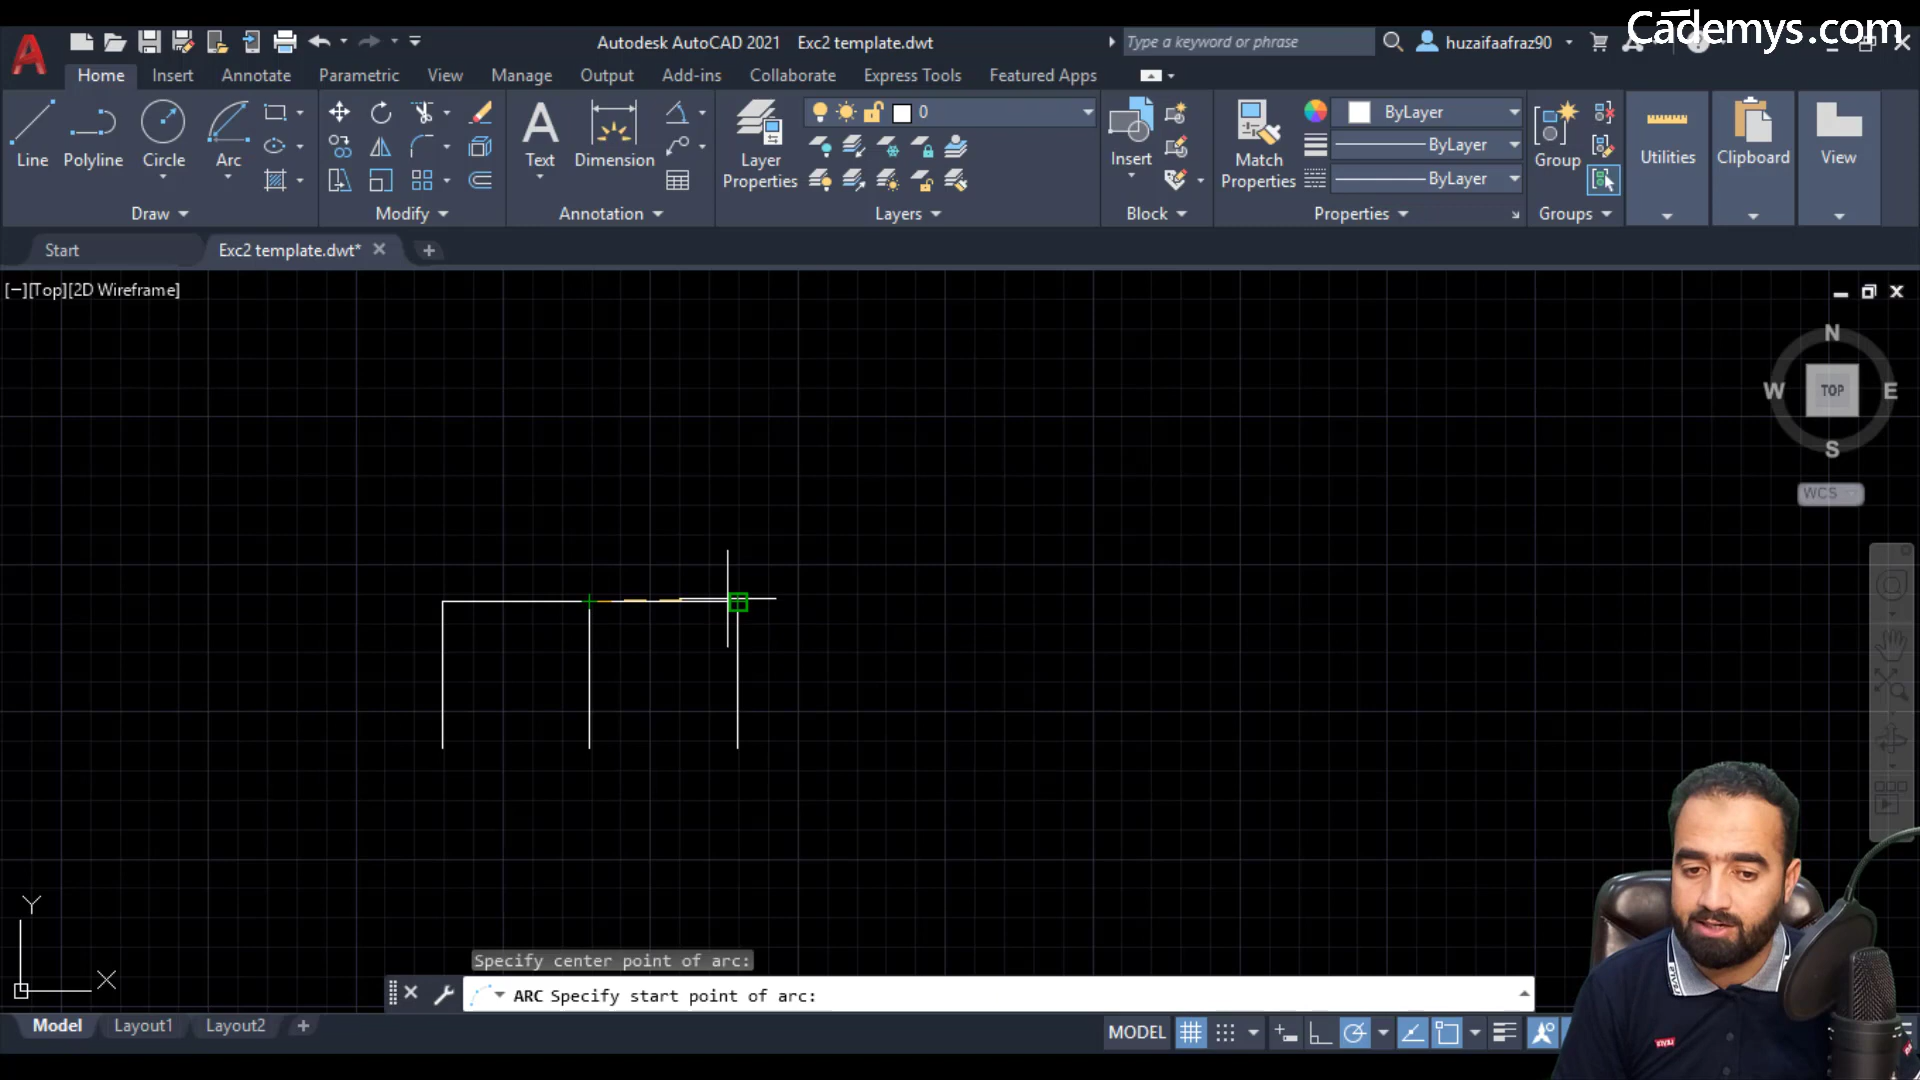 Cademys.com
Autodesk AutoCAD 2021 Exc2 template.dwt
Type a keyword or phrase
huzaifaafraz90
Home Insert Annotate Parametric View Manage Output Add-ins Collaborate Express Tools Featured Apps
0
ByLayer
Line Polyline Circle Arc
Text Dimension
Layer Properties
Insert
Match Properties
ByLayer
ByLayer
Group
Utilities Clipboard View
Draw Modify Annotation Layers Block Properties Groups
Start Exc2 template.dwt*
[−][Top][2D Wireframe]
N
W TOP E
S
WCS
Y
X
Specify center point of arc:
ARC Specify start point of arc:
Model Layout1 Layout2
MODEL